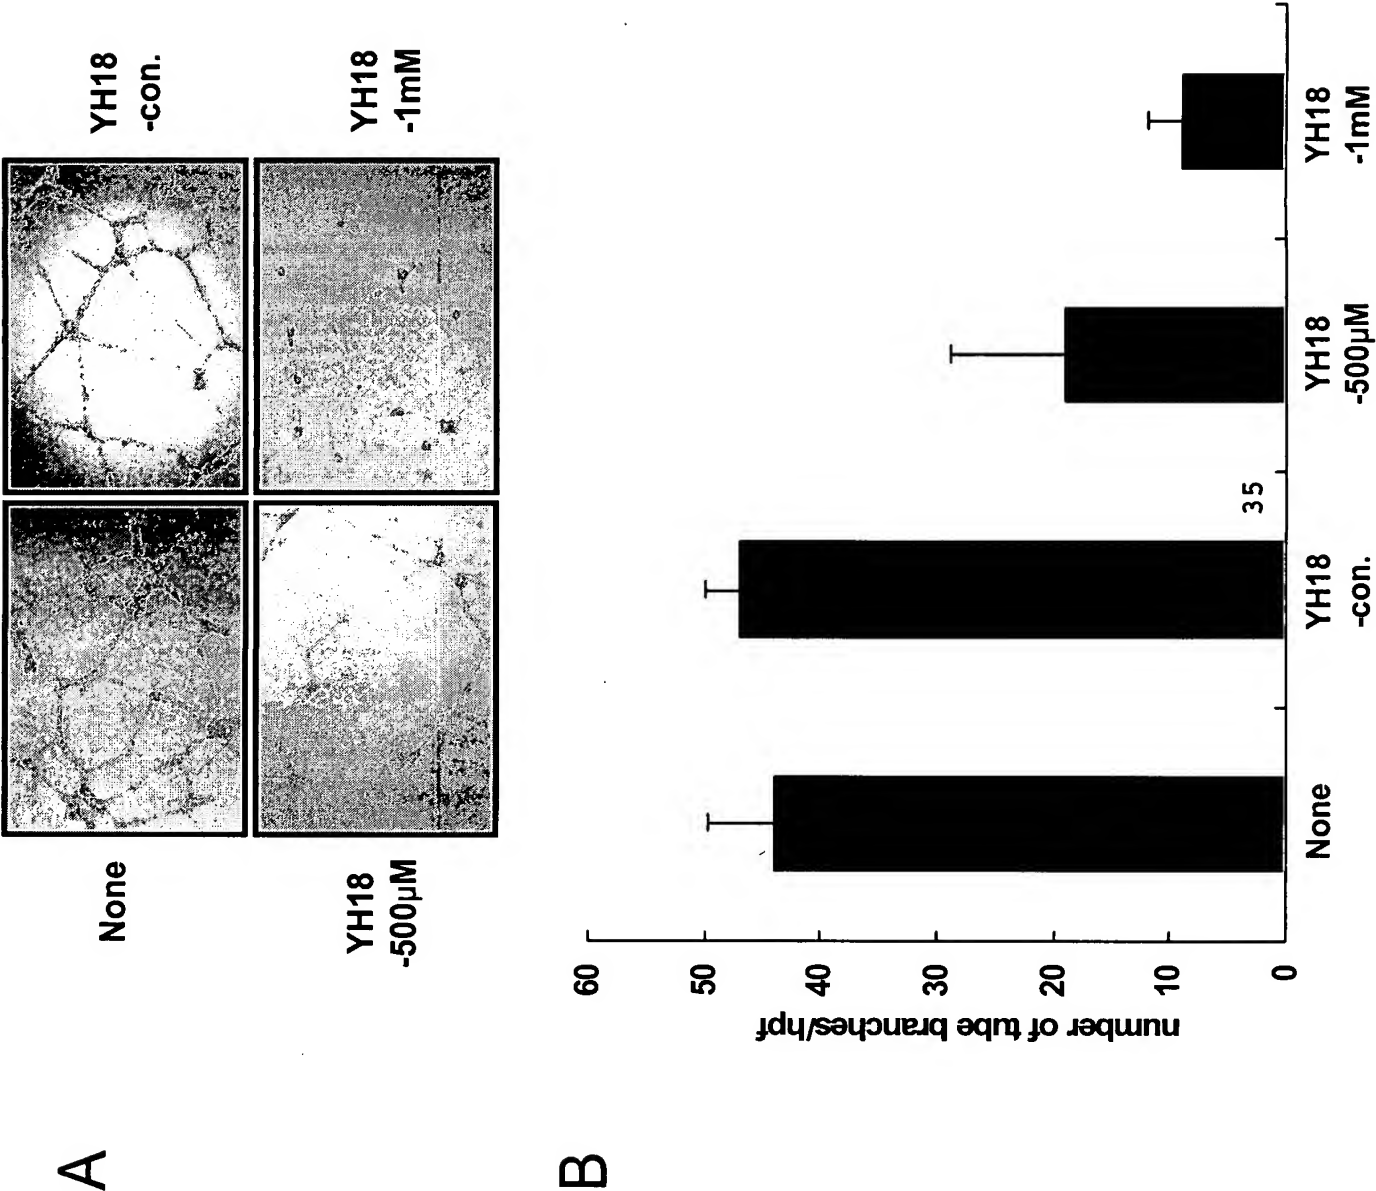 A
None
YH18
-con.
YH18
-500µM
YH18
-1mM
B
number of tube branches/hpf
60
50
40
30
20
10
0
None
YH18
-con.
35
YH18
-500µM
YH18
-1mM